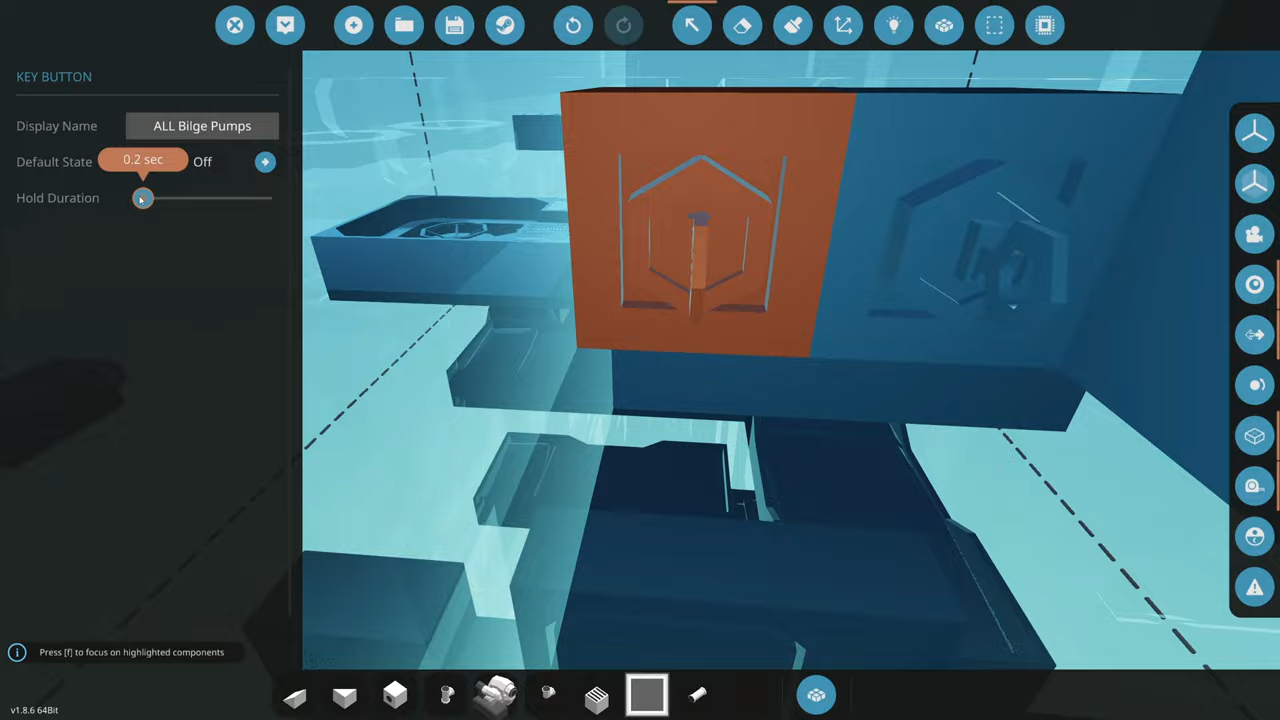 KEY BUTTON
Display Name ALL Bilge Pumps
Default State 0.2 sec Off
Hold Duration
Press [f] to focus on highlighted components
v1.8.6 64Bit